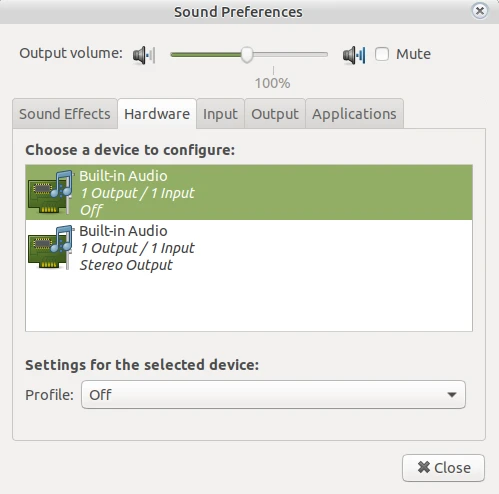 Sound Preferences
Output volume:
Mute
100%
Sound Effects Hardware Input Output Applications
Choose a device to configure:
Built-in Audio
1 Output / 1 Input
Off
Built-in Audio
1 Output / 1 Input
Stereo Output
Settings for the selected device:
Profile: Off
Close